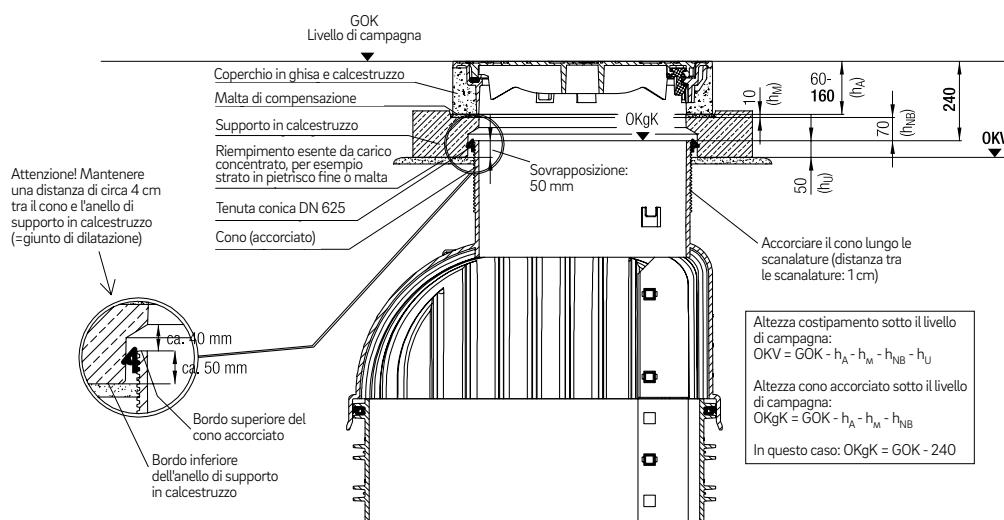 GOK
Livello di campagna
Coperchio in ghisa e calcestruzzo
Malta di compensazione
Supporto in calcestruzzo
Riempimento esente da carico
concentrato, per esempio
strato in pietrisco fine o malta
Tenuta conica DN 625
Cono (accorciato)
Attenzione! Mantenere
una distanza di circa 4 cm
tra il cono e l'anello di
supporto in calcestruzzo
(=giunto di dilatazione)
OKgK
Sovrapposizione:
50 mm
10
(hM)
60-
160
(hA)
240
70
(hNB)
50
(hU)
OKV
Accorciare il cono lungo le
scanalature (distanza tra
le scanalature: 1 cm)
ca. 40 mm
ca. 50 mm
Bordo superiore del
cono accorciato
Bordo inferiore
dell'anello di supporto
in calcestruzzo
Altezza costipamento sotto il livello
di campagna:
OKV = GOK - hA - hM - hNB - hU
Altezza cono accorciato sotto il livello
di campagna:
OKgK = GOK - hA - hM - hNB
In questo caso: OKgK = GOK - 240